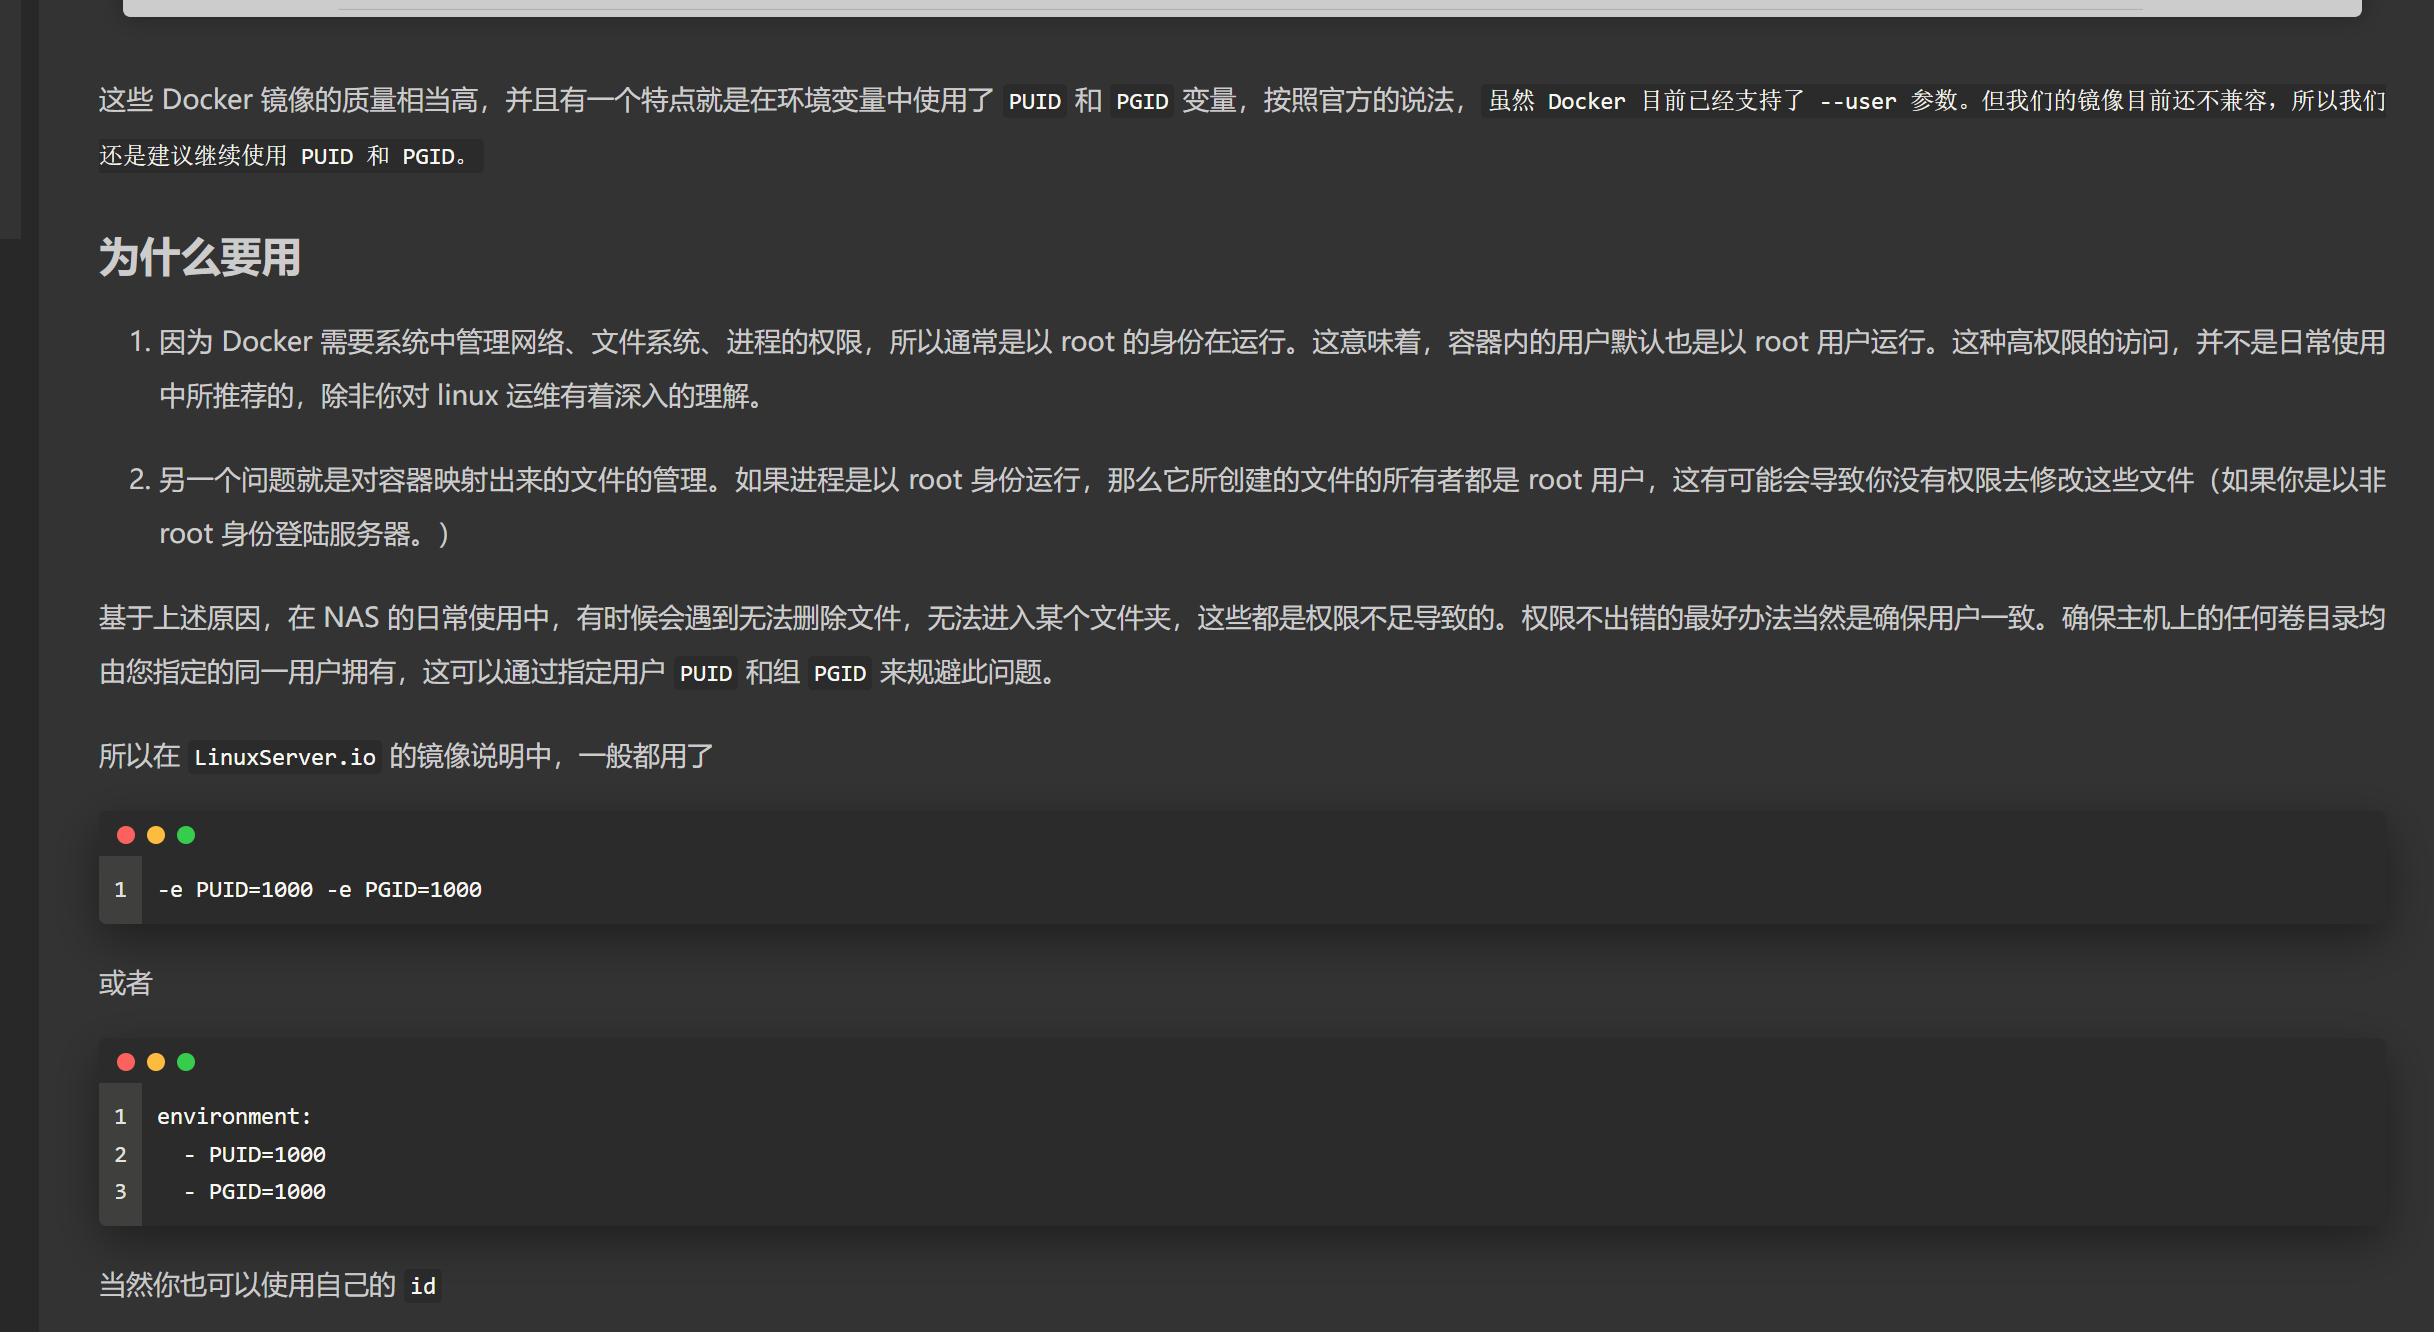 这些 Docker 镜像的质量相当高，并且有一个特点就是在环境变量中使用了 PUID 和 PGID 变量，按照官方的说法，虽然 Docker 目前已经支持了 --user 参数。但我们的镜像目前还不兼容，所以我们
还是建议继续使用 PUID 和 PGID。
为什么要用
1. 因为 Docker 需要系统中管理网络、文件系统、进程的权限，所以通常是以 root 的身份在运行。这意味着，容器内的用户默认也是以 root 用户运行。这种高权限的访问，并不是日常使用
中所推荐的，除非你对 linux 运维有着深入的理解。
2. 另一个问题就是对容器映射出来的文件的管理。如果进程是以 root 身份运行，那么它所创建的文件的所有者都是 root 用户，这有可能会导致你没有权限去修改这些文件（如果你是以非
root 身份登陆服务器。）
基于上述原因，在 NAS 的日常使用中，有时候会遇到无法删除文件，无法进入某个文件夹，这些都是权限不足导致的。权限不出错的最好办法当然是确保用户一致。确保主机上的任何卷目录均
由您指定的同一用户拥有，这可以通过指定用户 PUID 和组 PGID 来规避此问题。
所以在 LinuxServer.io 的镜像说明中，一般都用了
1 -e PUID=1000 -e PGID=1000
或者
1 environment:
2   - PUID=1000
3   - PGID=1000
当然你也可以使用自己的 id